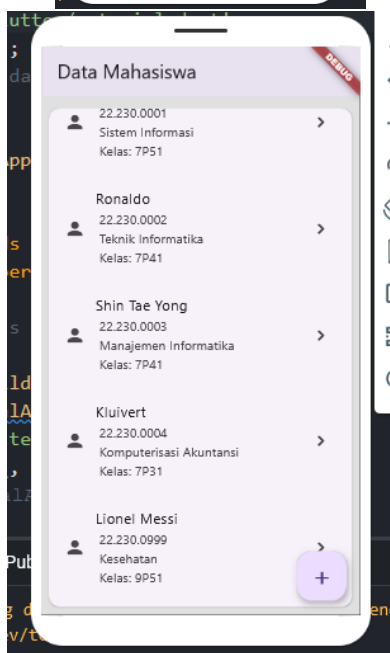 Data Mahasiswa
DEBUG
22.230.0001
Sistem Informasi
Kelas: 7P51
Ronaldo
22.230.0002
Teknik Informatika
Kelas: 7P41
Shin Tae Yong
22.230.0003
Manajemen Informatika
Kelas: 7P41
Kluivert
22.230.0004
Komputerisasi Akuntansi
Kelas: 7P31
Lionel Messi
22.230.0999
Kesehatan
Kelas: 9P51
+